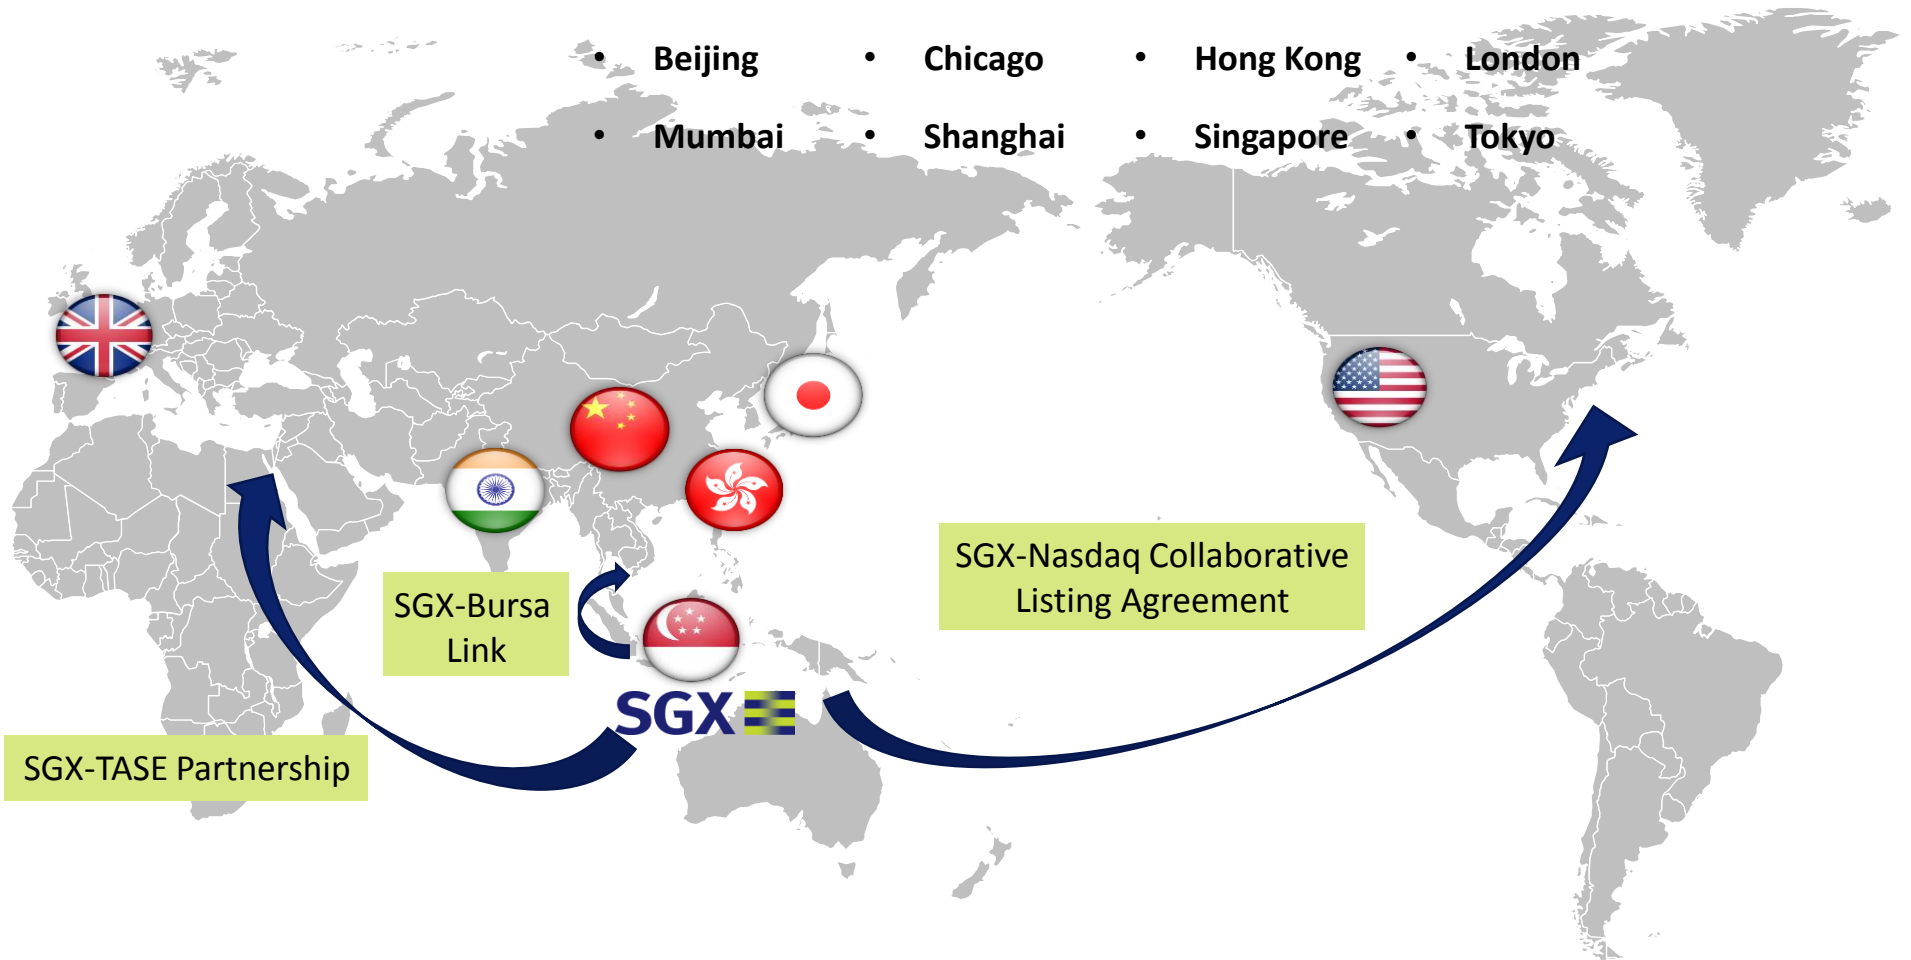 • Beijing • Chicago • Hong Kong • London
• Mumbai • Shanghai • Singapore • Tokyo
SGX-Nasdaq Collaborative
Listing Agreement
SGX-Bursa
Link
SGX
SGX-TASE Partnership